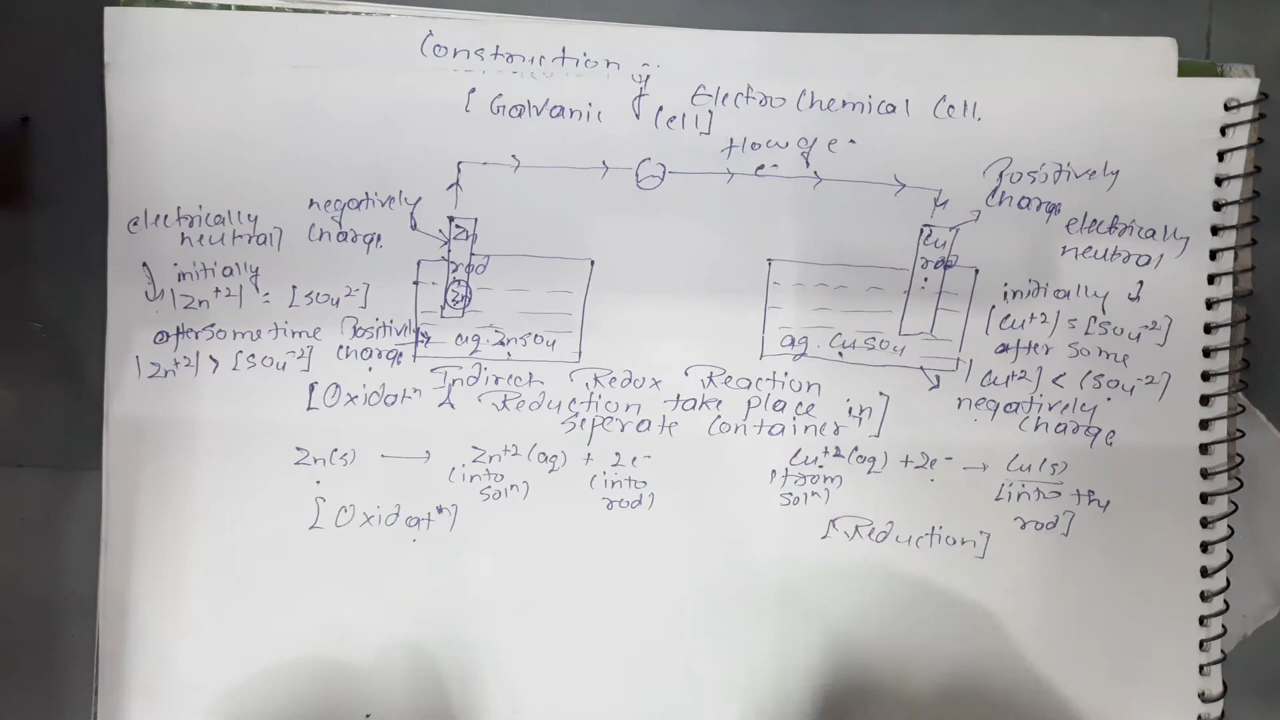 Construction of
[Galvanic Cell]
ElectroChemical Cell.
flow of e-
e-
negatively
charge
electrically
neutral]
initially
|Zn+2| = [SO4 2-]
after some time
|Zn+2| > [SO4-2]
Positively
charge
Zn
rod
Zn
aq. ZnSO4
Positively
Charge
electrically
neutral
Cu
rod
aq. CuSO4
initially
[Cu+2] = [SO4-2]
after some
|Cu+2] < (SO4-2]
negatively
charge
Indirect Redox Reaction
[Oxidatn & Reduction take place in
seperate container]
Zn(s) → Zn+2 (aq) + 2e-
(into
soln)
(into
rod)
[Oxidatn]
Cu+2 (aq) + 2e- → Cu(s)
(from
soln)
[into the
rod]
[Reduction]